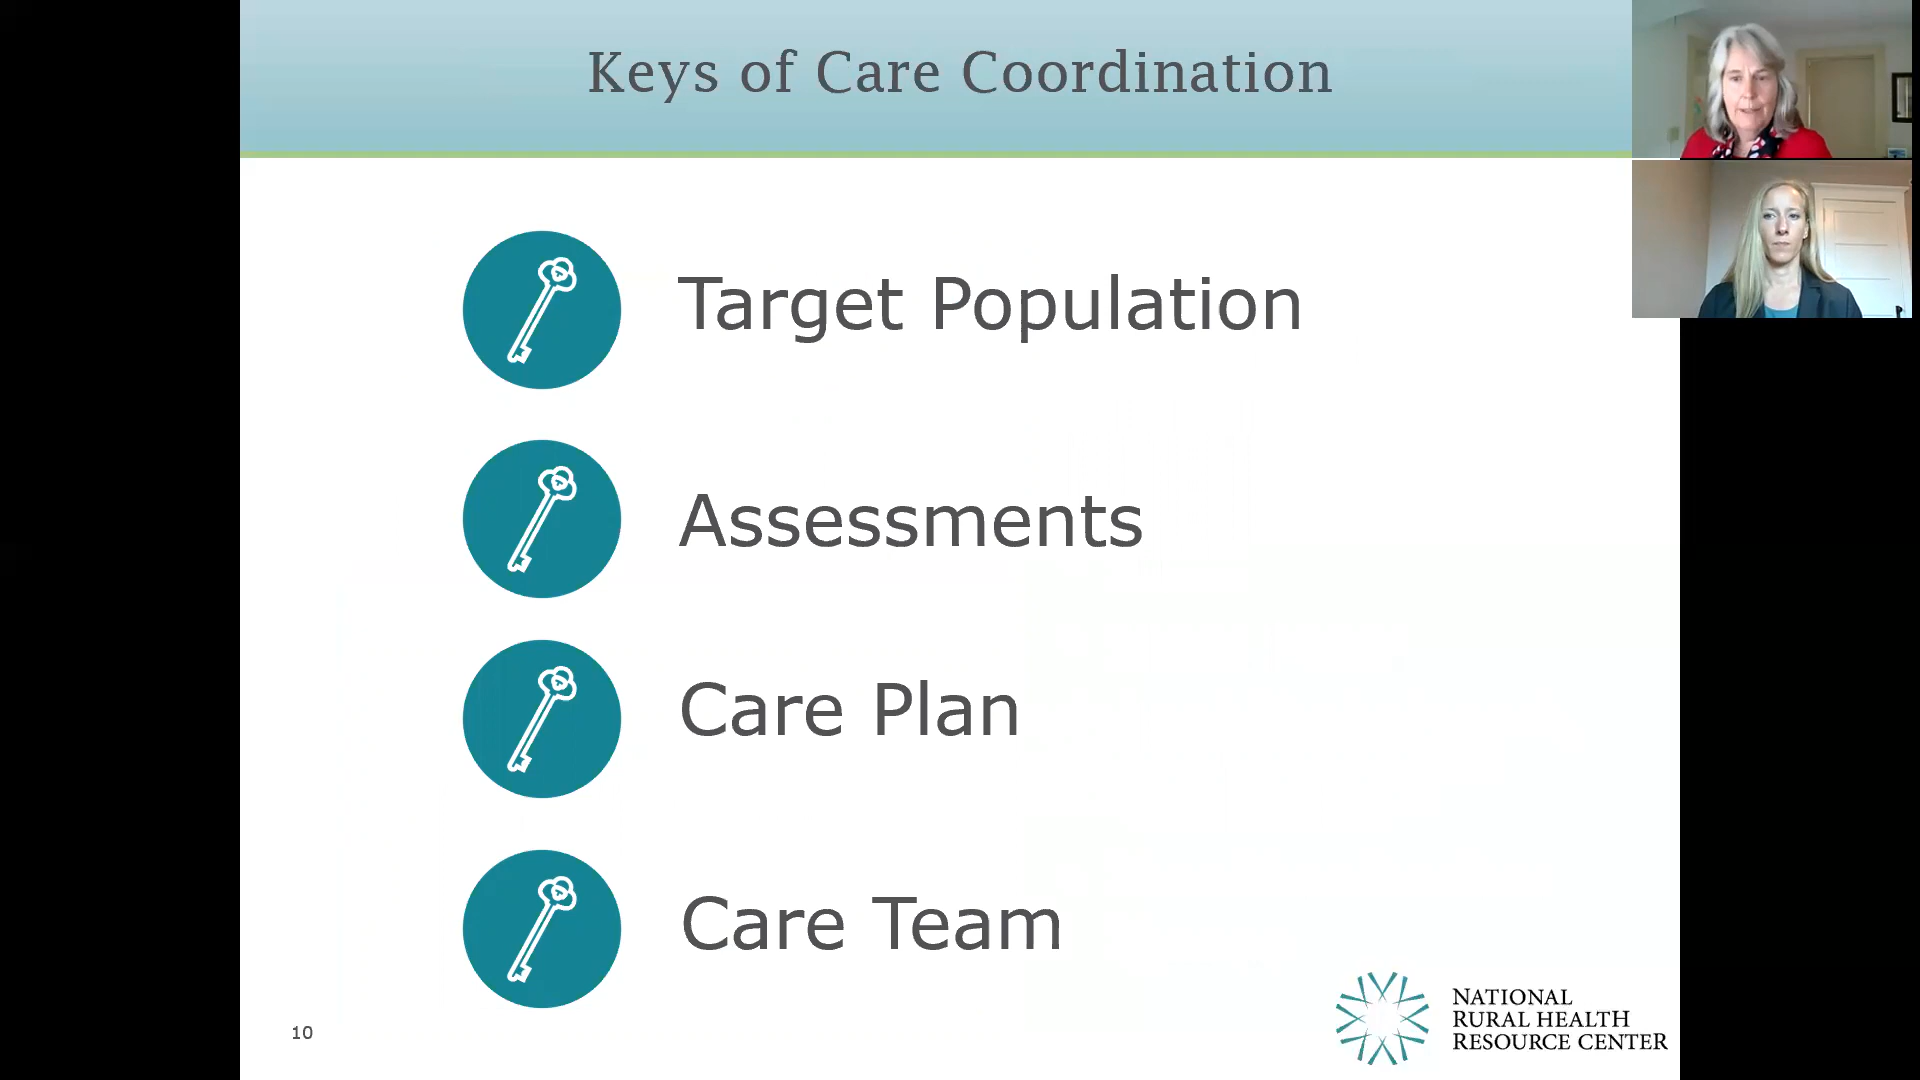 Keys of Care Coordination
Target Population
Assessments
Care Plan
Care Team
10
NATIONAL
RURAL HEALTH
RESOURCE CENTER